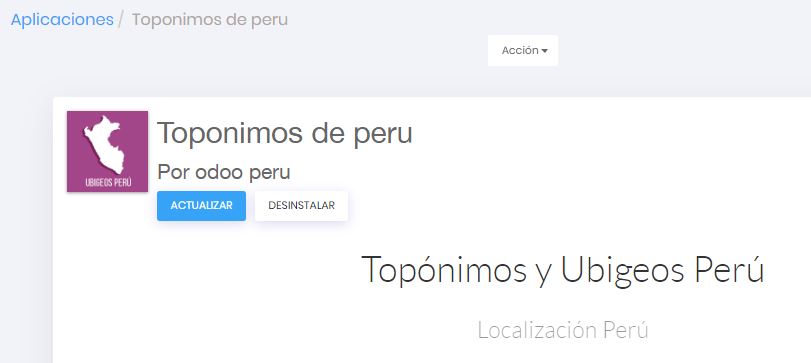 Aplicaciones / Toponimos de peru
Acción
UBIGEOS PERÚ
Toponimos de peru
Por odoo peru
ACTUALIZAR DESINSTALAR
Topónimos y Ubigeos Perú
Localización Perú